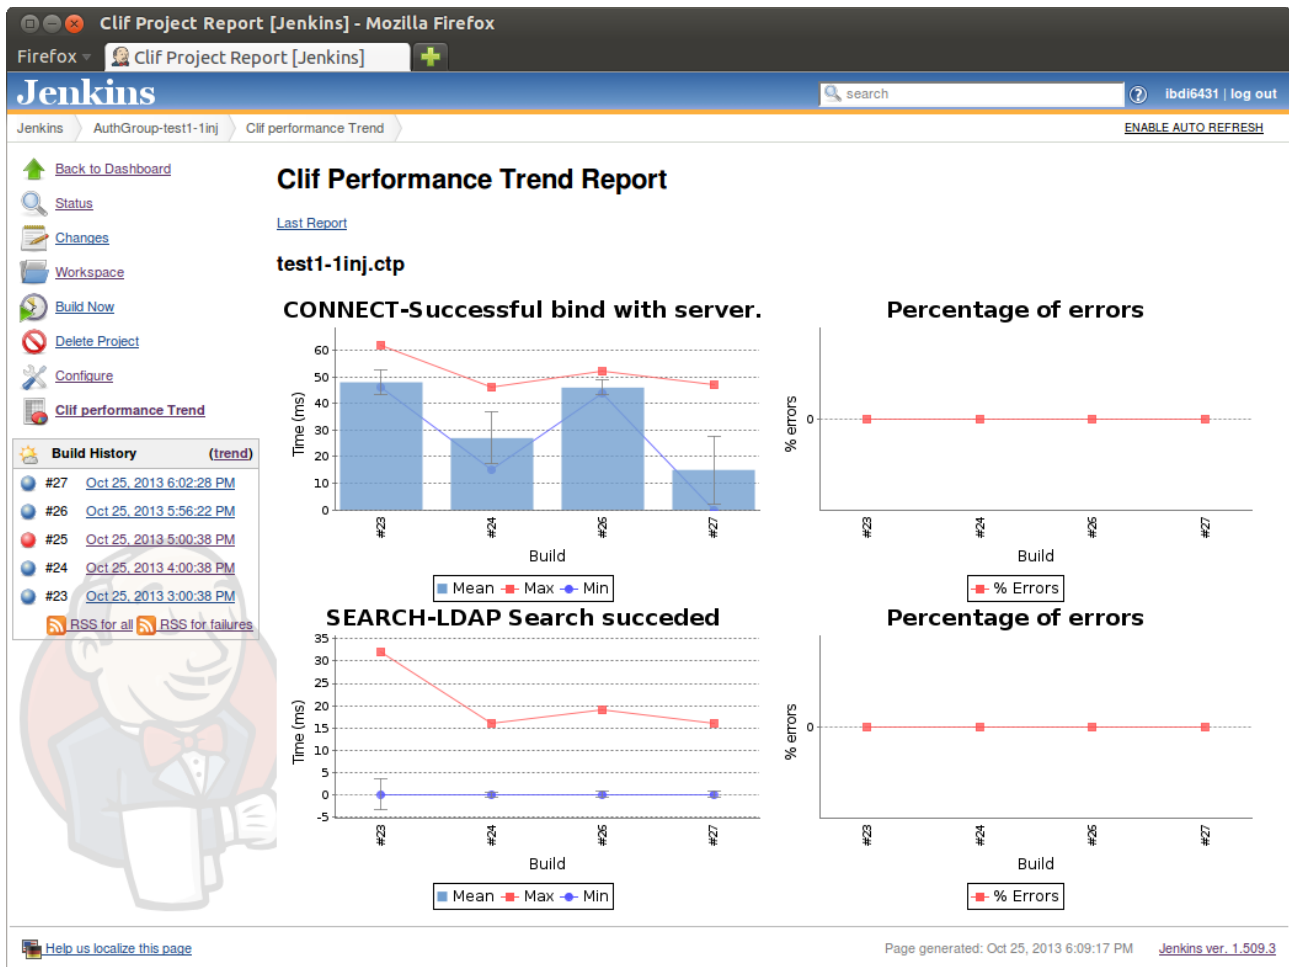 Clif Project Report [Jenkins] - Mozilla Firefox
Firefox
Clif Project Report [Jenkins]
Jenkins
search
ibdi6431 | log out
Jenkins
AuthGroup-test1-1inj
Clif performance Trend
ENABLE AUTO REFRESH
Back to Dashboard
Status
Changes
Workspace
Build Now
Delete Project
Configure
Clif performance Trend
Build History (trend)
#27 Oct 25, 2013 6:02:28 PM
#26 Oct 25, 2013 5:56:22 PM
#25 Oct 25, 2013 5:00:38 PM
#24 Oct 25, 2013 4:00:38 PM
#23 Oct 25, 2013 3:00:38 PM
RSS for all RSS for failures
Clif Performance Trend Report
Last Report
test1-1inj.ctp
CONNECT-Successful bind with server.
Time (ms)
60
50
40
30
20
10
0
#23 #24 #26 #27
Build
Mean Max Min
Percentage of errors
% errors
0
#23 #24 #26 #27
Build
% Errors
SEARCH-LDAP Search succeded
Time (ms)
35
30
25
20
15
10
5
0
-5
#23 #24 #26 #27
Build
Mean Max Min
Percentage of errors
% errors
0
#23 #24 #26 #27
Build
% Errors
Help us localize this page
Page generated: Oct 25, 2013 6:09:17 PM
Jenkins ver. 1.509.3